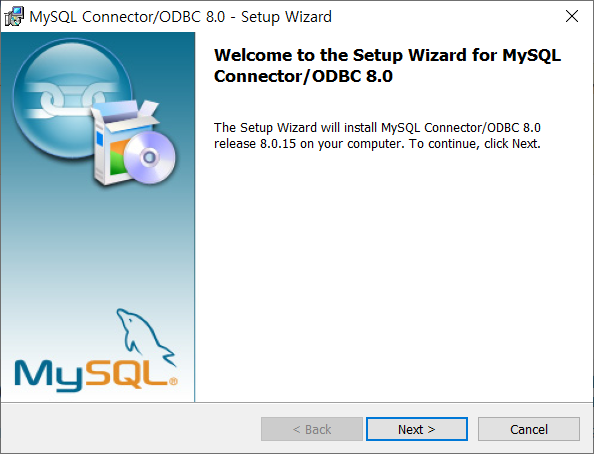 MySQL Connector/ODBC 8.0 - Setup Wizard
Welcome to the Setup Wizard for MySQL
Connector/ODBC 8.0
The Setup Wizard will install MySQL Connector/ODBC 8.0
release 8.0.15 on your computer. To continue, click Next.
MySQL®
< Back
Next >
Cancel